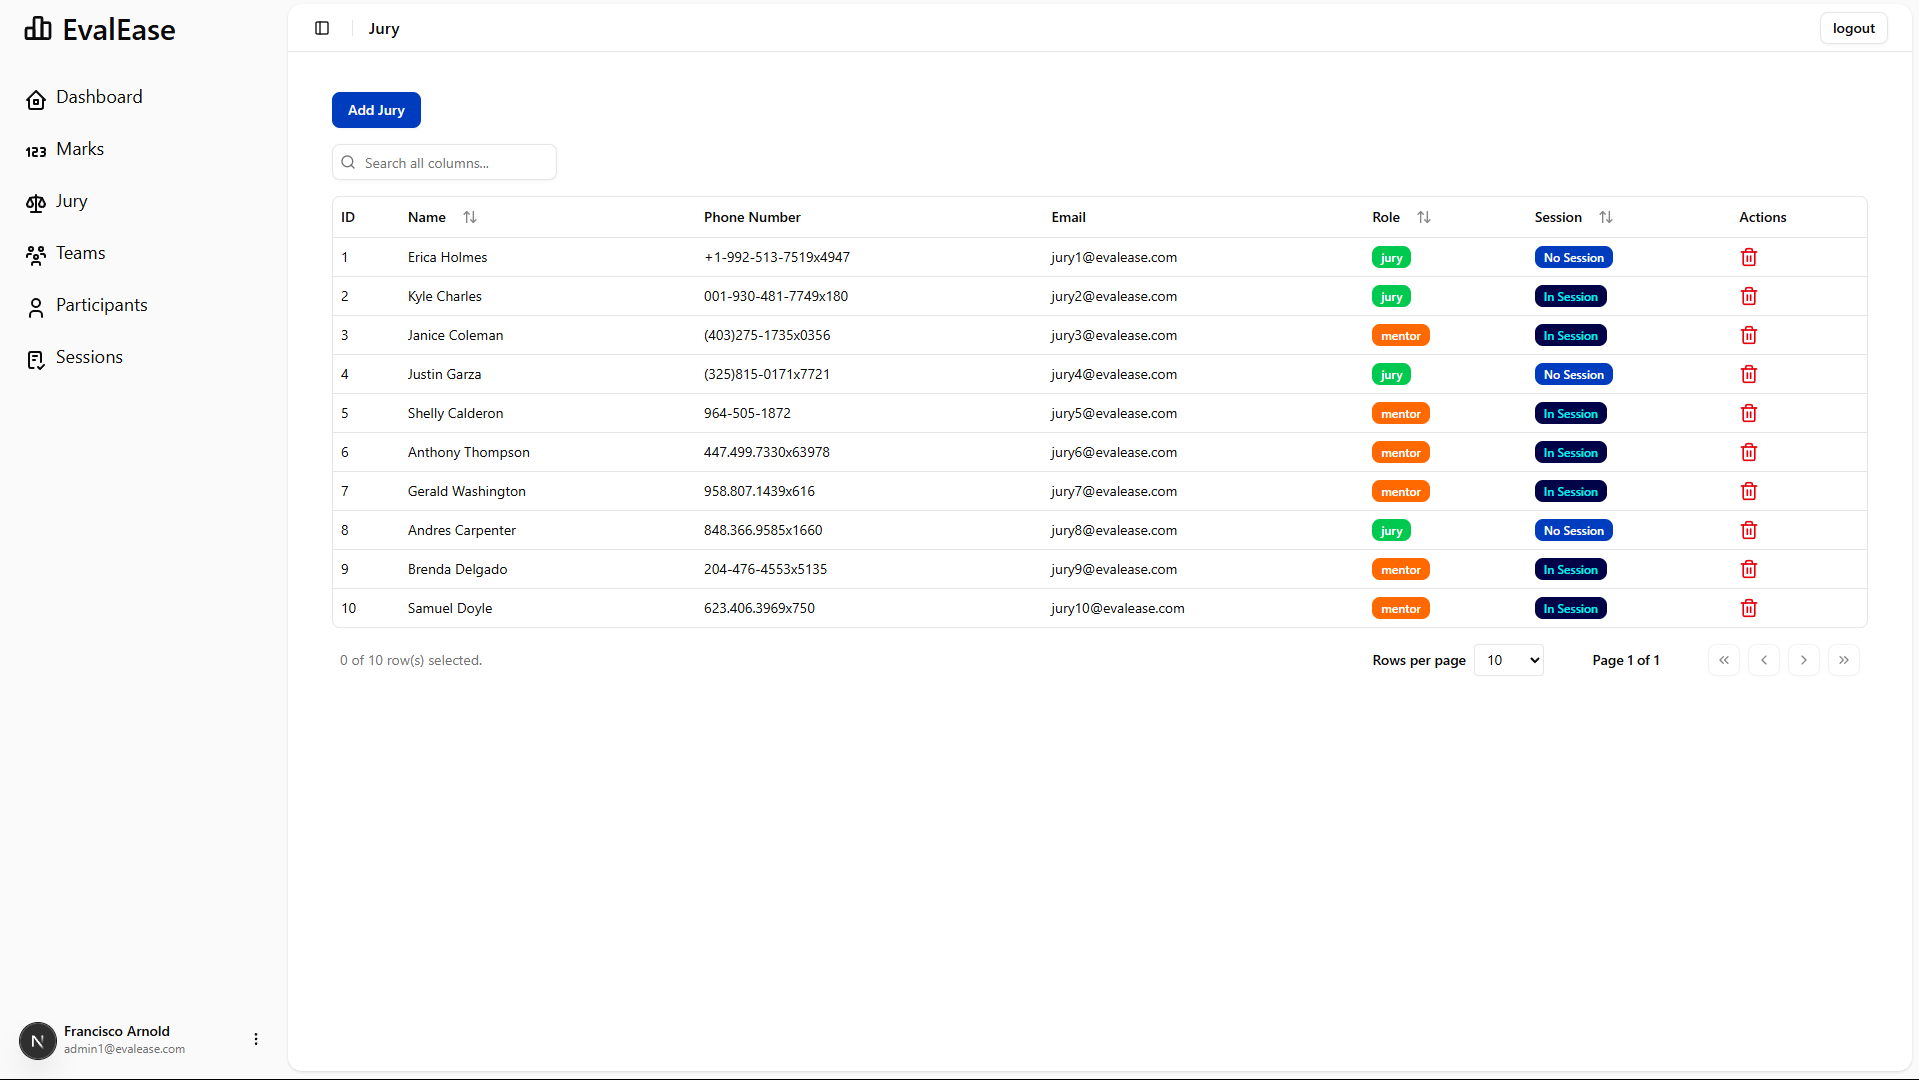 EvalEase
Dashboard
123 Marks
Jury
Teams
Participants
Sessions
Jury
logout
Add Jury
Search all columns...
ID Name Phone Number Email Role Session Actions
1 Erica Holmes +1-992-513-7519x4947 jury1@evalease.com jury No Session
2 Kyle Charles 001-930-481-7749x180 jury2@evalease.com jury In Session
3 Janice Coleman (403)275-1735x0356 jury3@evalease.com mentor In Session
4 Justin Garza (325)815-0171x7721 jury4@evalease.com jury No Session
5 Shelly Calderon 964-505-1872 jury5@evalease.com mentor In Session
6 Anthony Thompson 447.499.7330x63978 jury6@evalease.com mentor In Session
7 Gerald Washington 958.807.1439x616 jury7@evalease.com mentor In Session
8 Andres Carpenter 848.366.9585x1660 jury8@evalease.com jury No Session
9 Brenda Delgado 204-476-4553x5135 jury9@evalease.com mentor In Session
10 Samuel Doyle 623.406.3969x750 jury10@evalease.com mentor In Session
0 of 10 row(s) selected.
Rows per page 10 Page 1 of 1
N
Francisco Arnold
admin1@evalease.com